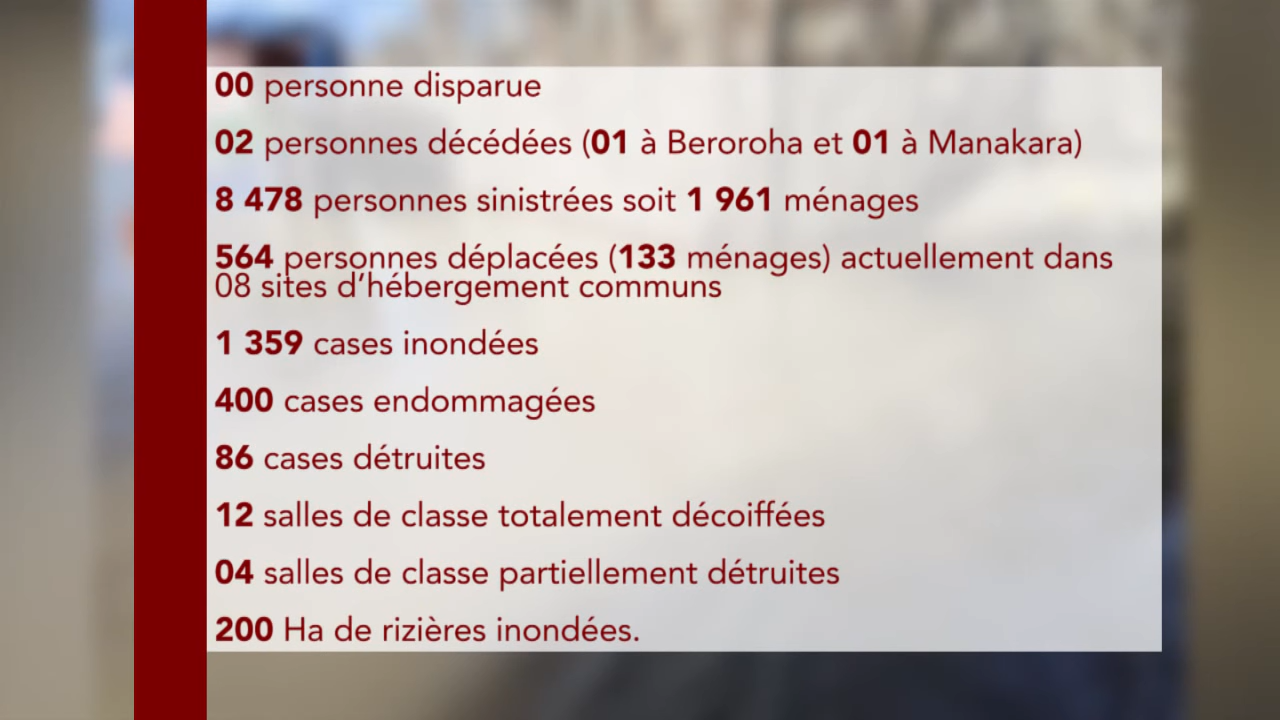 00 personne disparue
02 personnes décédées (01 à Beroroha et 01 à Manakara)
8 478 personnes sinistrées soit 1 961 ménages
564 personnes déplacées (133 ménages) actuellement dans
08 sites d’hébergement communs
1 359 cases inondées
400 cases endommagées
86 cases détruites
12 salles de classe totalement décoiffées
04 salles de classe partiellement détruites
200 Ha de rizières inondées.